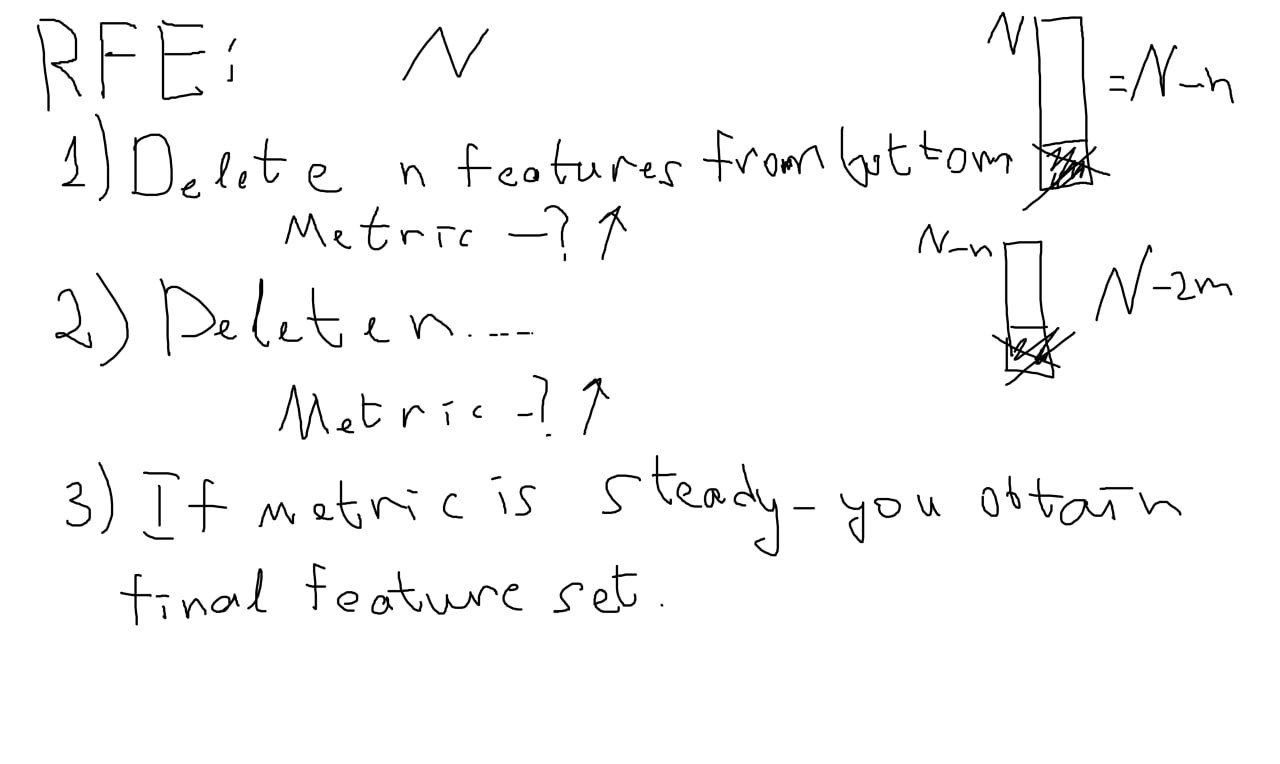 RFE: N
N = N-n
1) Delete n features from bottom
Metric -? ↑
N-n N-2m
2) Delete n....
Metric -? ↑
3) If metric is steady - you obtain
final feature set.